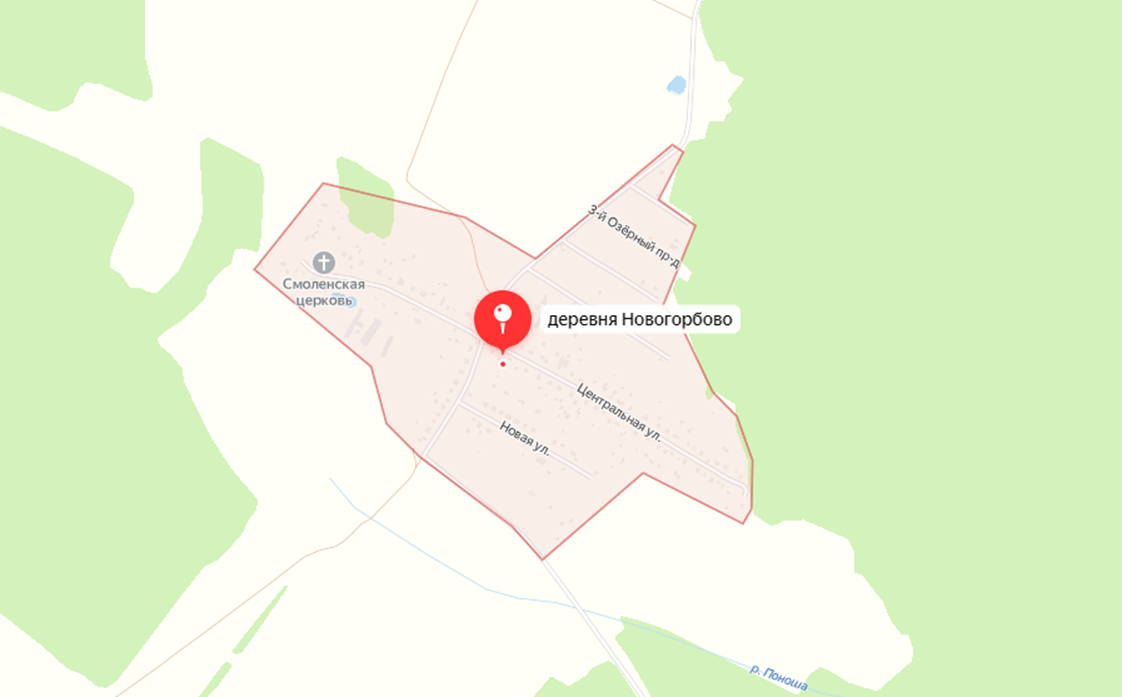 3-й Озёрный пр-д
Смоленская
церковь
деревня Новогорбово
Центральная ул.
Новая ул.
р. Поноша